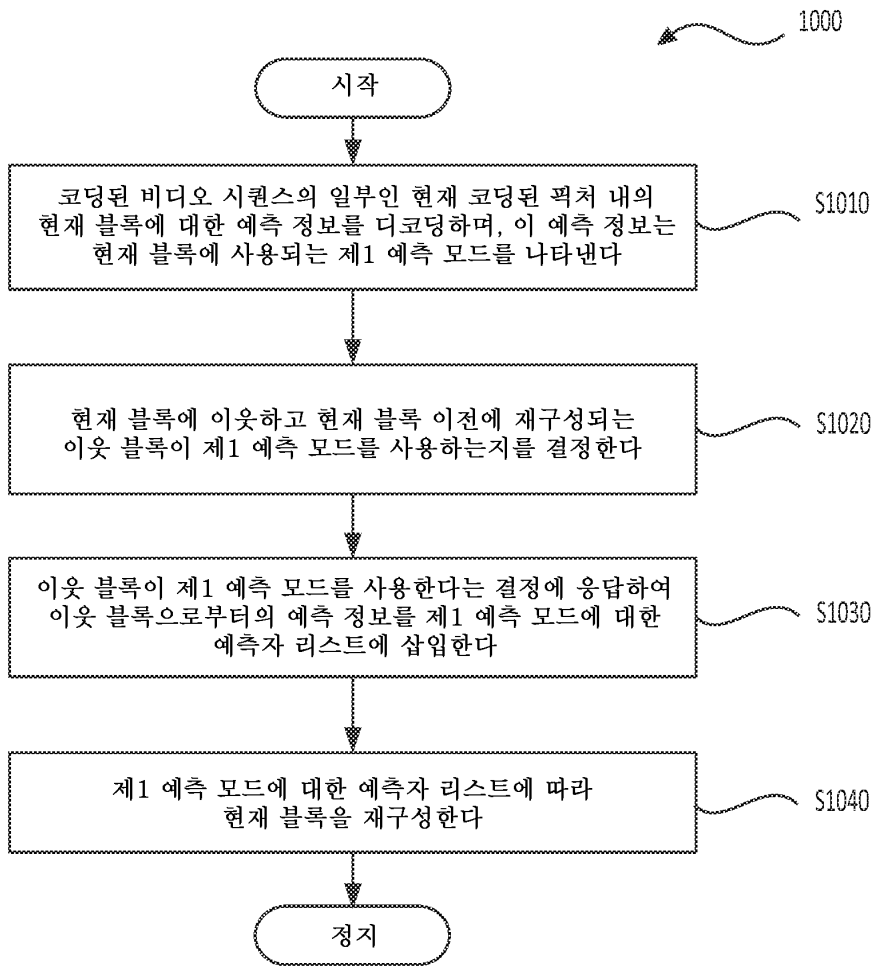 1000
시작
코딩된 비디오 시퀀스의 일부인 현재 코딩된 픽처 내의
현재 블록에 대한 예측 정보를 디코딩하며, 이 예측 정보는
현재 블록에 사용되는 제1 예측 모드를 나타낸다
S1010
현재 블록에 이웃하고 현재 블록 이전에 재구성되는
이웃 블록이 제1 예측 모드를 사용하는지를 결정한다
S1020
이웃 블록이 제1 예측 모드를 사용한다는 결정에 응답하여
이웃 블록으로부터의 예측 정보를 제1 예측 모드에 대한
예측자 리스트에 삽입한다
S1030
제1 예측 모드에 대한 예측자 리스트에 따라
현재 블록을 재구성한다
S1040
정지